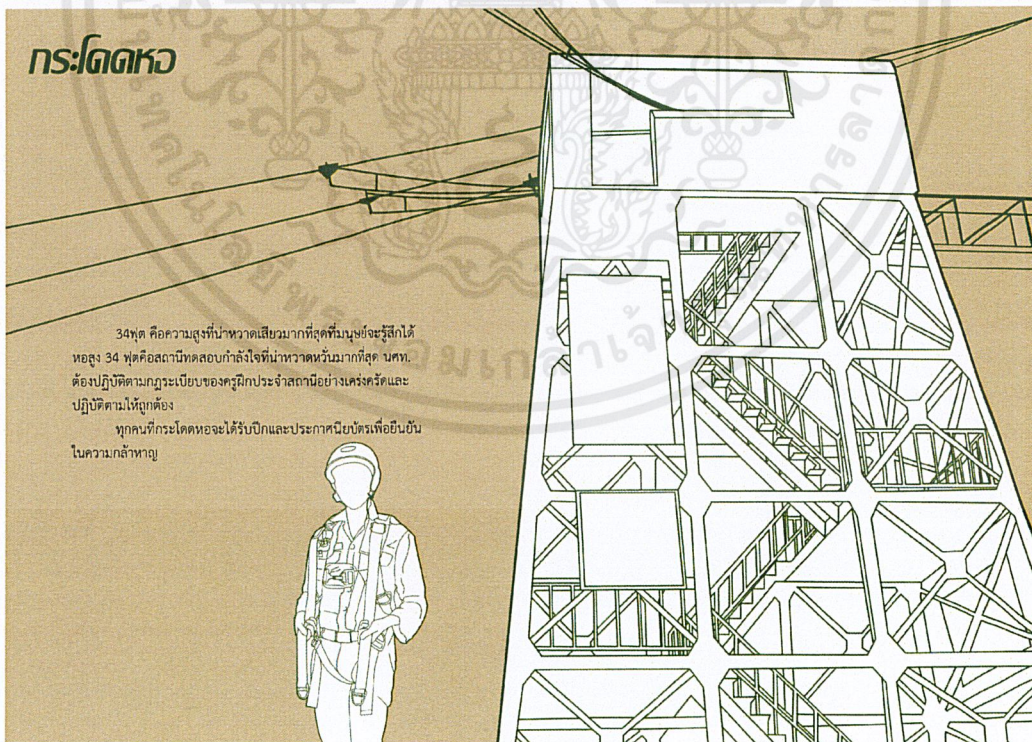 กระโดดหอ
34ฟุต คือความสูงที่น่าหวาดเสียวมากที่สุดที่มนุษย์จะรู้สึกได้
หอสูง 34 ฟุตคือสถานีทดสอบกำลังใจที่น่าหวาดหวั่นมากที่สุด นศท.
ต้องปฏิบัติตามกฎระเบียบของครูฝึกประจำสถานีอย่างเคร่งครัดและ
ปฏิบัติตามให้ถูกต้อง
ทุกคนที่กระโดดหอจะได้รับปีกและประกาศนียบัตรเพื่อยืนยัน
ในความกล้าหาญ